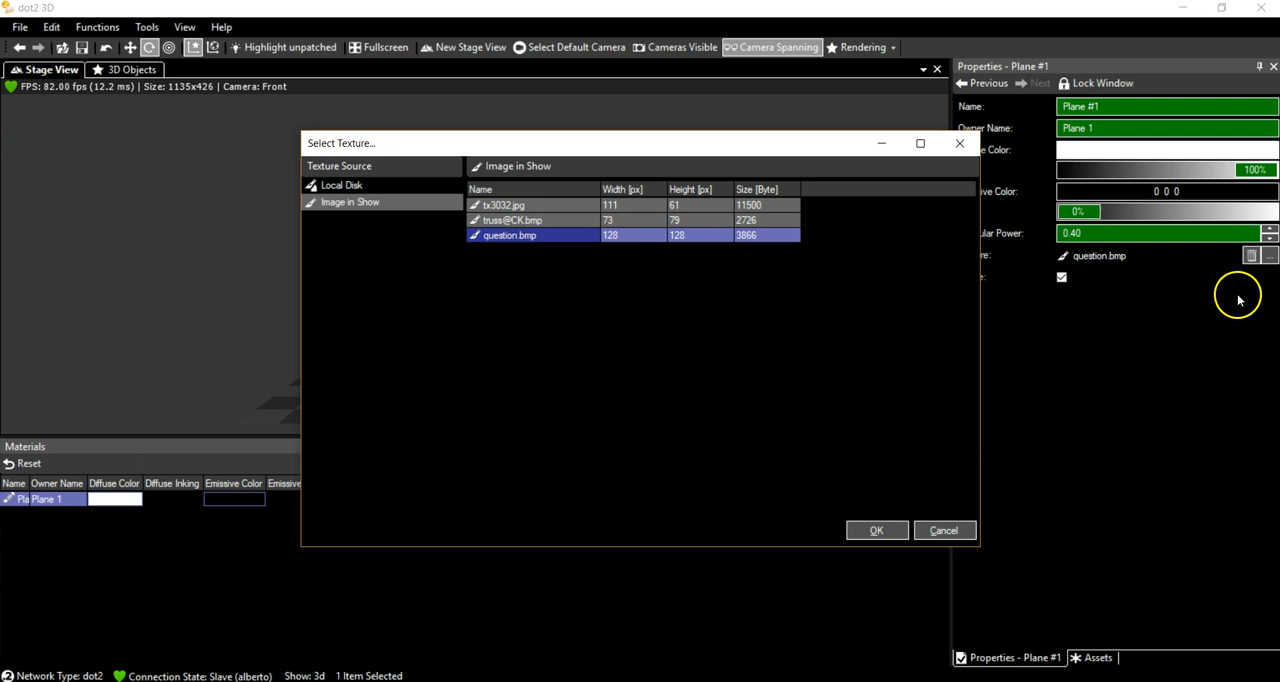 dot2 3D
File Edit Functions Tools View Help
Highlight unpatched Fullscreen New Stage View Select Default Camera Cameras Visible Camera Spanning Rendering
Stage View 3D Objects
FPS: 82.00 fps (12.2 ms) | Size: 1135x426 | Camera: Front
Properties - Plane #1
Previous Next Lock Window
Name: Plane #1
Owner Name: Plane 1
e Color:
100%
ive Color: 0 0 0
0%
ular Power: 0.40
re: question.bmp
e:
Select Texture...
Texture Source
Local Disk
Image in Show
Image in Show
Name Width [px] Height [px] Size [Byte]
tx3032.jpg 111 61 11500
truss@CK.bmp 73 79 2726
question.bmp 128 128 3866
OK Cancel
Materials
Reset
Name Owner Name Diffuse Color Diffuse Inking Emissive Color Emissive
Pla Plane 1
Properties - Plane #1 Assets
Network Type: dot2 Connection State: Slave (alberto) Show: 3d 1 Item Selected